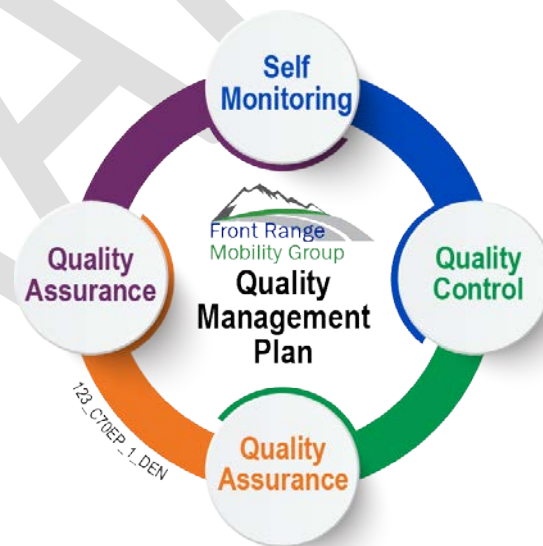 Self
Monitoring
Quality
Assurance
Front Range
Mobility Group
Quality
Management
Plan
Quality
Control
Quality
Assurance
123_C70EP_1_DEN